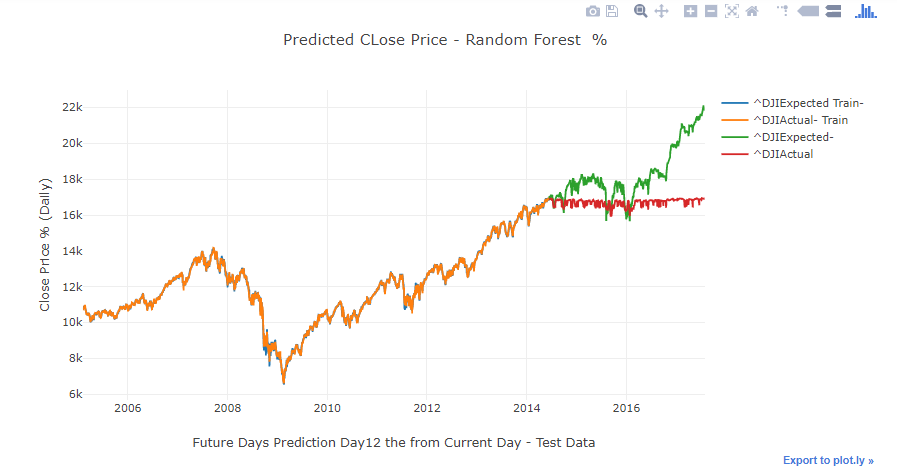 Predicted CLose Price - Random Forest %
22k
20k
18k
16k
14k
12k
10k
8k
6k
Close Price % (Daily)
^DJIExpected Train-
^DJIActual- Train
^DJIExpected-
^DJIActual
2006 2008 2010 2012 2014 2016
Future Days Prediction Day12 the from Current Day - Test Data
Export to plot.ly »